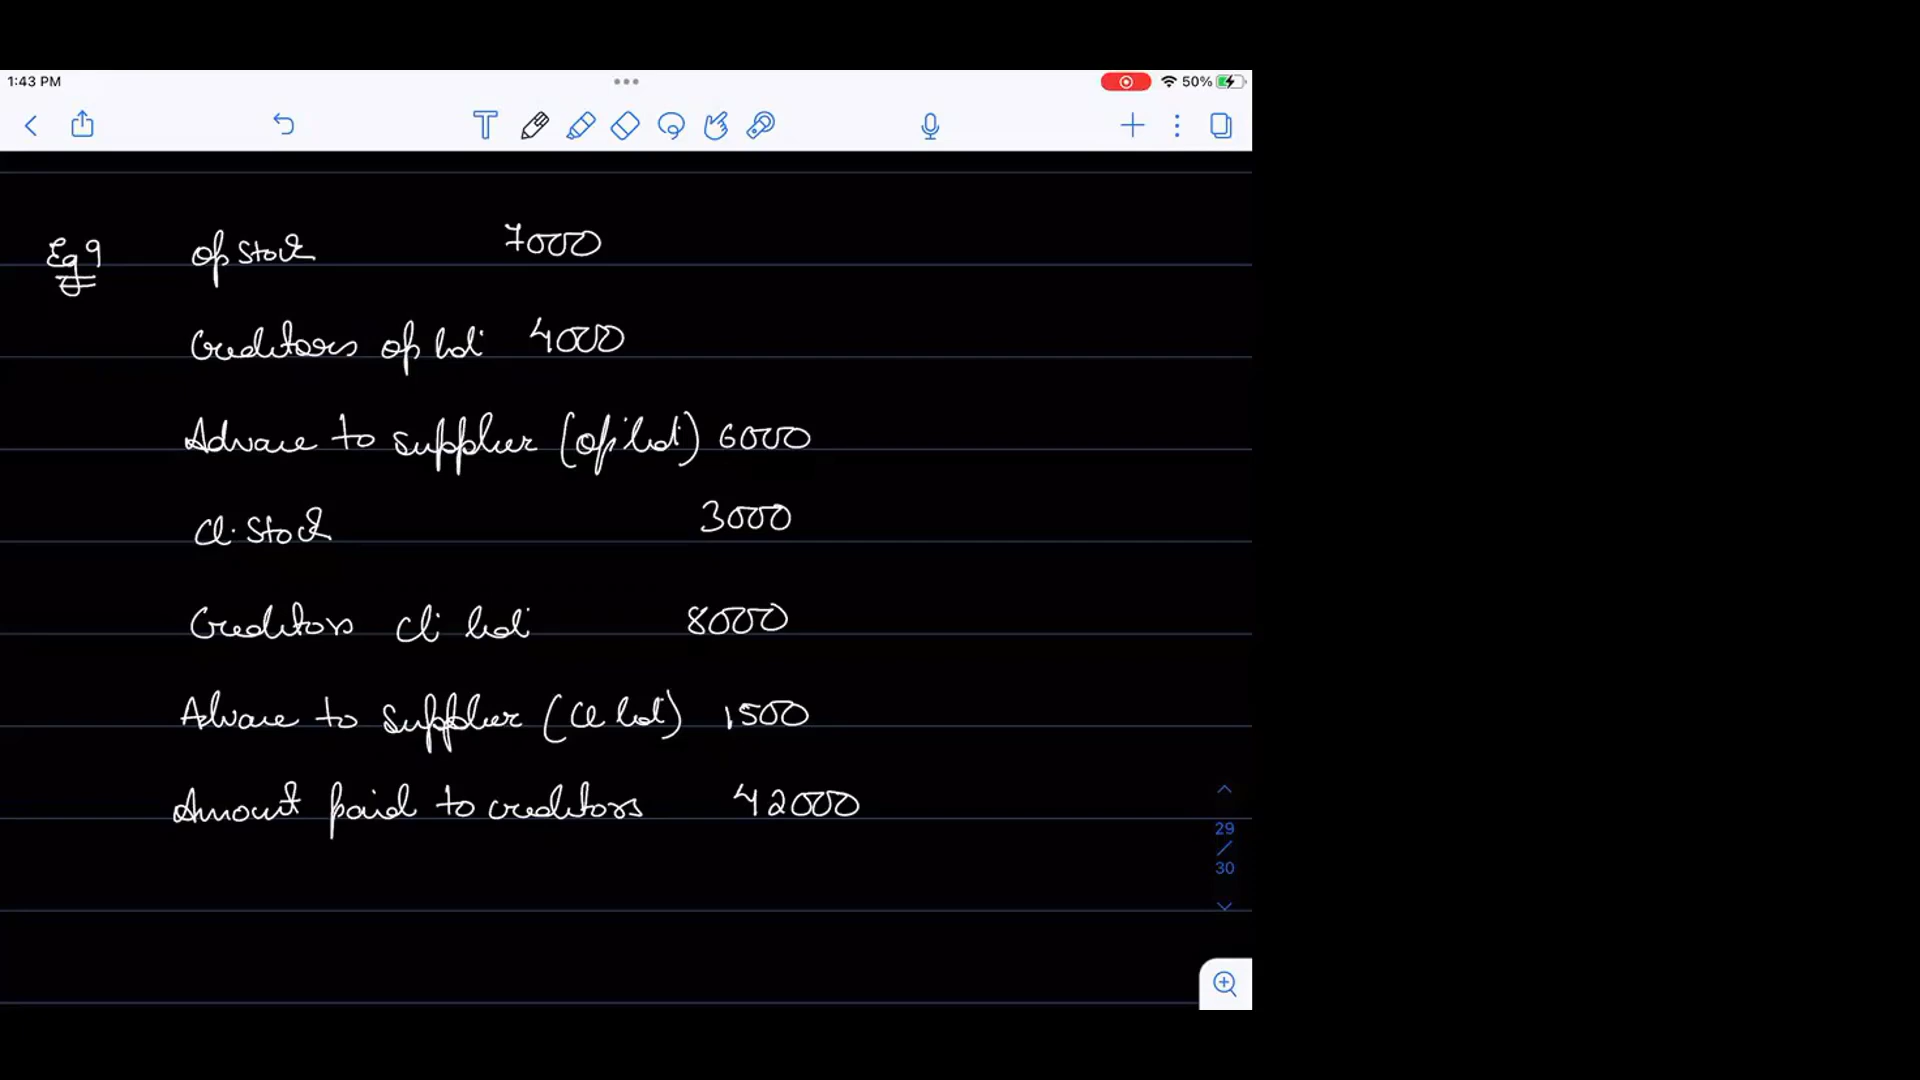 1:43 PM
50%
Eg 9 op stock 7000
Creditors op bal 4000
Advance to supplier (op bal) 6000
Cl. Stock 3000
Creditors cl bal 8000
Advance to supplier (cl bal) 1500
Amount paid to creditors 42000
29
/
30